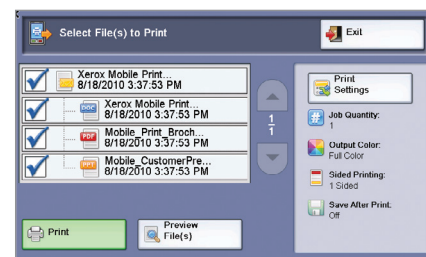 Select File(s) to Print
Exit
Xerox Mobile Print...
8/18/2010 3:37:53 PM
DOC
Xerox Mobile Print...
8/18/2010 3:37:53 PM
PDF
Mobile_Print_Broch...
8/18/2010 3:37:53 PM
PPT
Mobile_CustomerPre...
8/18/2010 3:37:53 PM
1
1
Print
Settings
#
Job Quantity:
1
Output Color:
Full Color
Sided Printing:
1 Sided
Save After Print:
Off
Print
Preview
File(s)